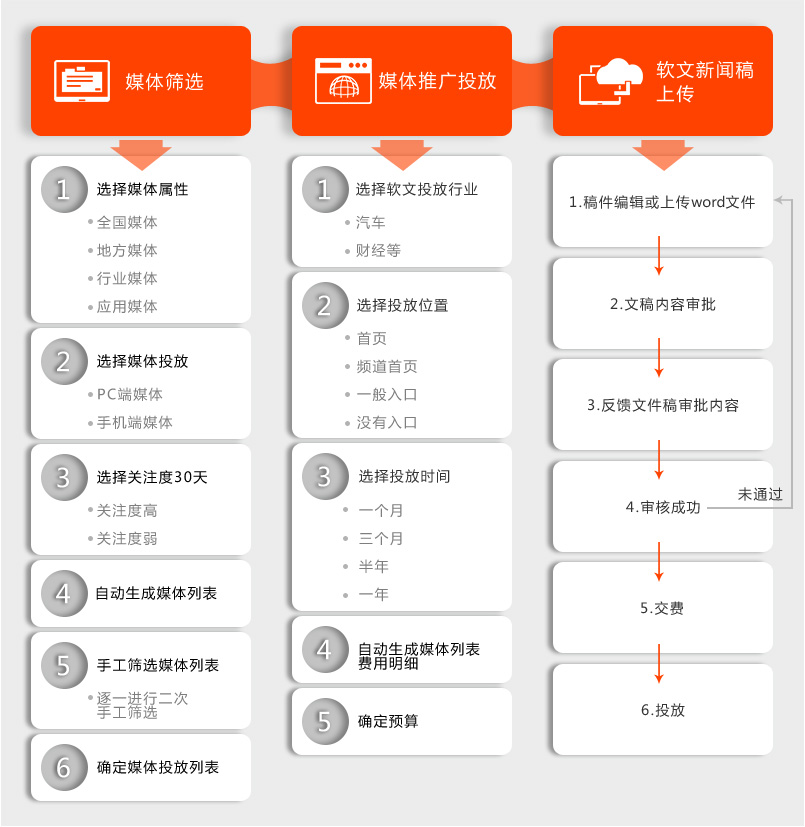 媒体筛选
1
选择媒体属性
全国媒体
地方媒体
行业媒体
应用媒体
2
选择媒体投放
PC端媒体
手机端媒体
3
选择关注度30天
关注度高
关注度弱
4
自动生成媒体列表
5
手工筛选媒体列表
逐一进行二次
手工筛选
6
确定媒体投放列表
媒体推广投放
1
选择软文投放行业
汽车
财经等
2
选择投放位置
首页
频道首页
一般入口
没有入口
3
选择投放时间
一个月
三个月
半年
一年
4
自动生成媒体列表
费用明细
5
确定预算
软文新闻稿
上传
1.稿件编辑或上传word文件
2.文稿内容审批
3.反馈文件稿审批内容
4.审核成功
未通过
5.交费
6.投放